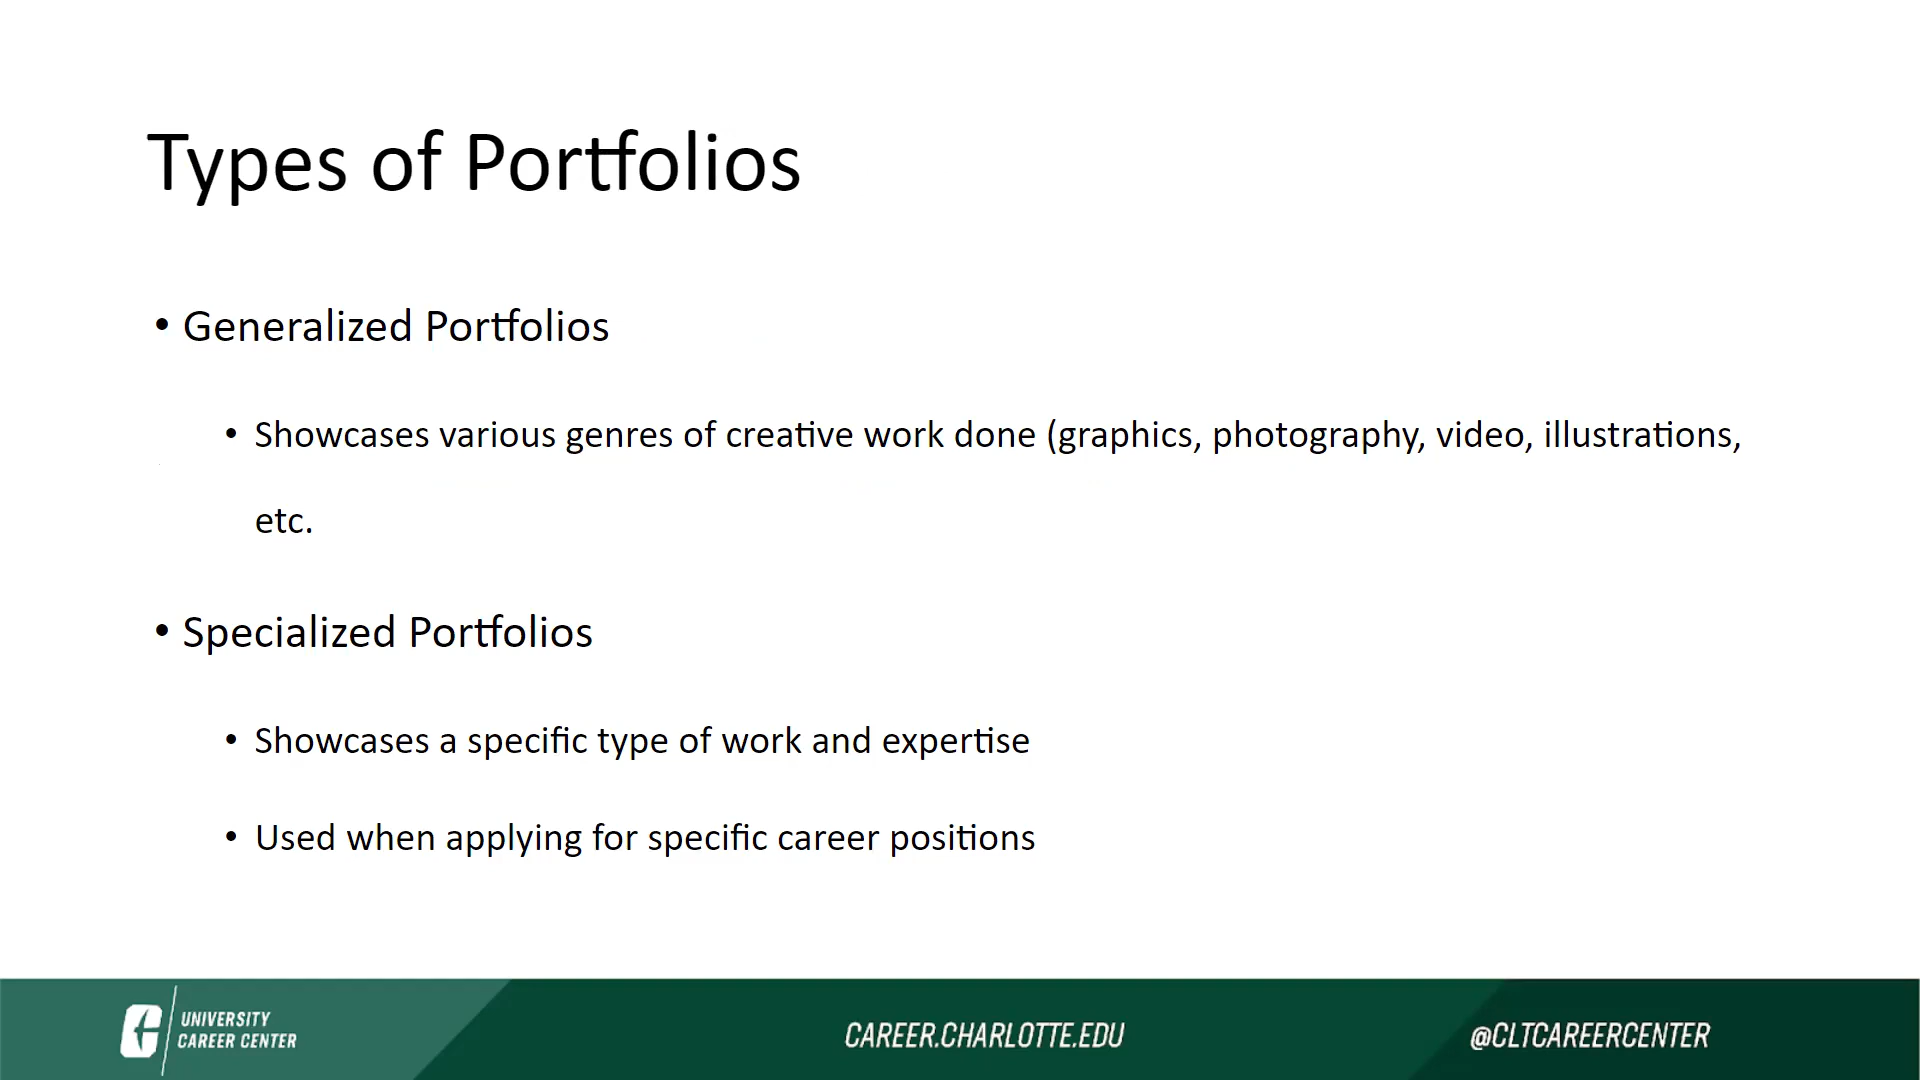 Types of Portfolios
• Generalized Portfolios
• Showcases various genres of creative work done (graphics, photography, video, illustrations,
etc.
• Specialized Portfolios
• Showcases a specific type of work and expertise
• Used when applying for specific career positions
UNIVERSITY
CAREER CENTER
CAREER.CHARLOTTE.EDU
@CLTCAREERCENTER